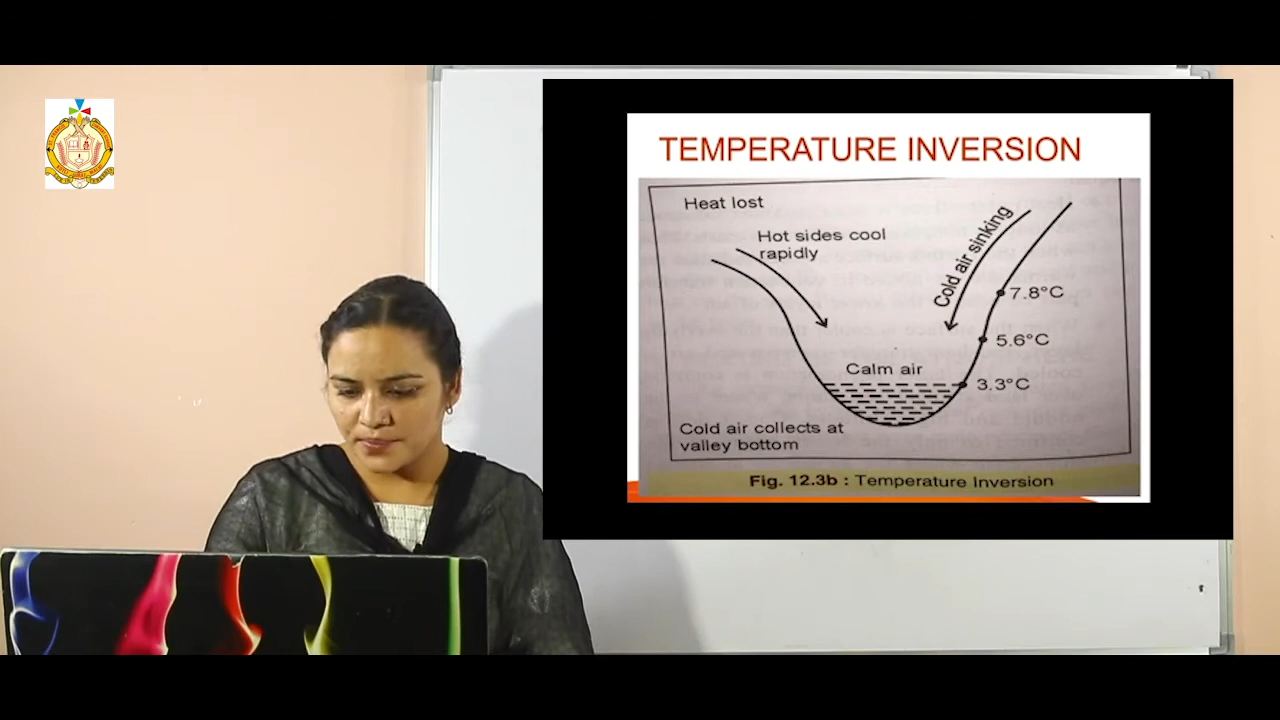 TEMPERATURE INVERSION
Heat lost
Hot sides cool
rapidly
Cold air sinking
7.8°C
5.6°C
Calm air
3.3°C
Cold air collects at
valley bottom
Fig. 12.3b : Temperature Inversion